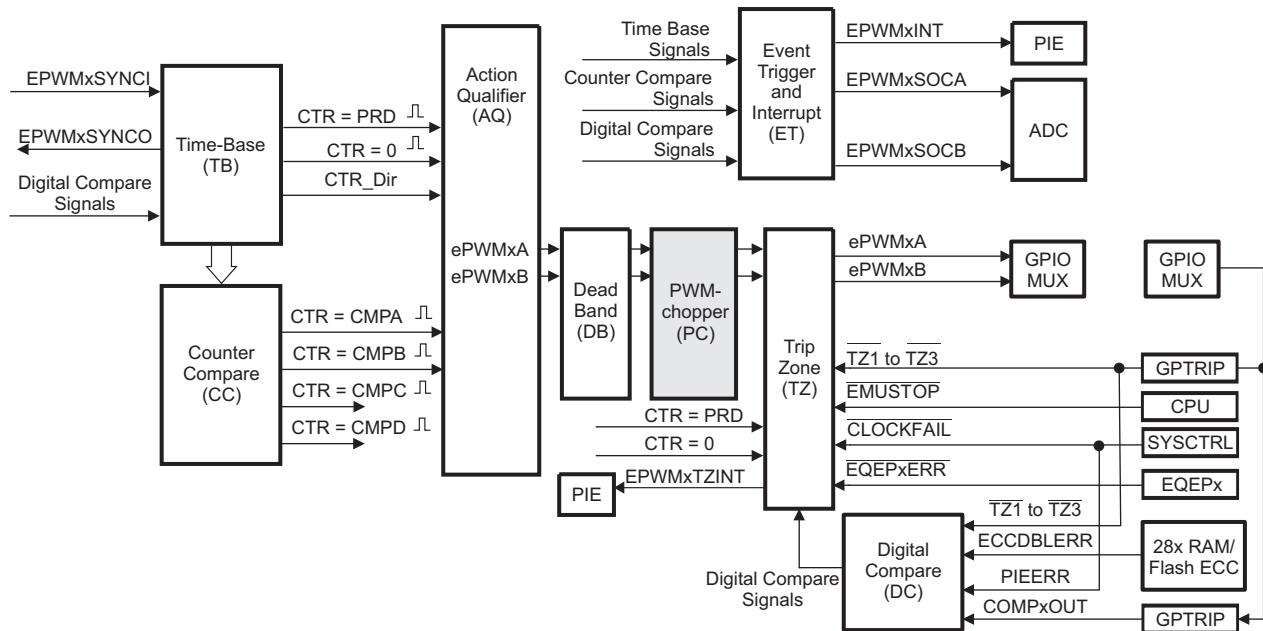 EPWMxSYNCI
EPWMxSYNCO
Digital Compare
Signals
Time-Base
(TB)
CTR = PRD
CTR = 0
CTR_Dir
Counter
Compare
(CC)
CTR = CMPA
CTR = CMPB
CTR = CMPC
CTR = CMPD
Action
Qualifier
(AQ)
ePWMxA
ePWMxB
Time Base
Signals
Counter Compare
Signals
Digital Compare
Signals
Event
Trigger
and
Interrupt
(ET)
EPWMxINT
EPWMxSOCA
EPWMxSOCB
PIE
ADC
Dead
Band
(DB)
PWM-
chopper
(PC)
CTR = PRD
CTR = 0
EPWMxTZINT
PIE
Trip
Zone
(TZ)
ePWMxA
ePWMxB
GPIO
MUX
GPIO
MUX
TZ1 to TZ3
EMUSTOP
CLOCKFAIL
EQEPxERR
GPTRIP
CPU
SYSCTRL
EQEPx
Digital Compare
Signals
Digital
Compare
(DC)
TZ1 to TZ3
ECCDBLERR
PIEERR
COMPxOUT
28x RAM/
Flash ECC
GPTRIP